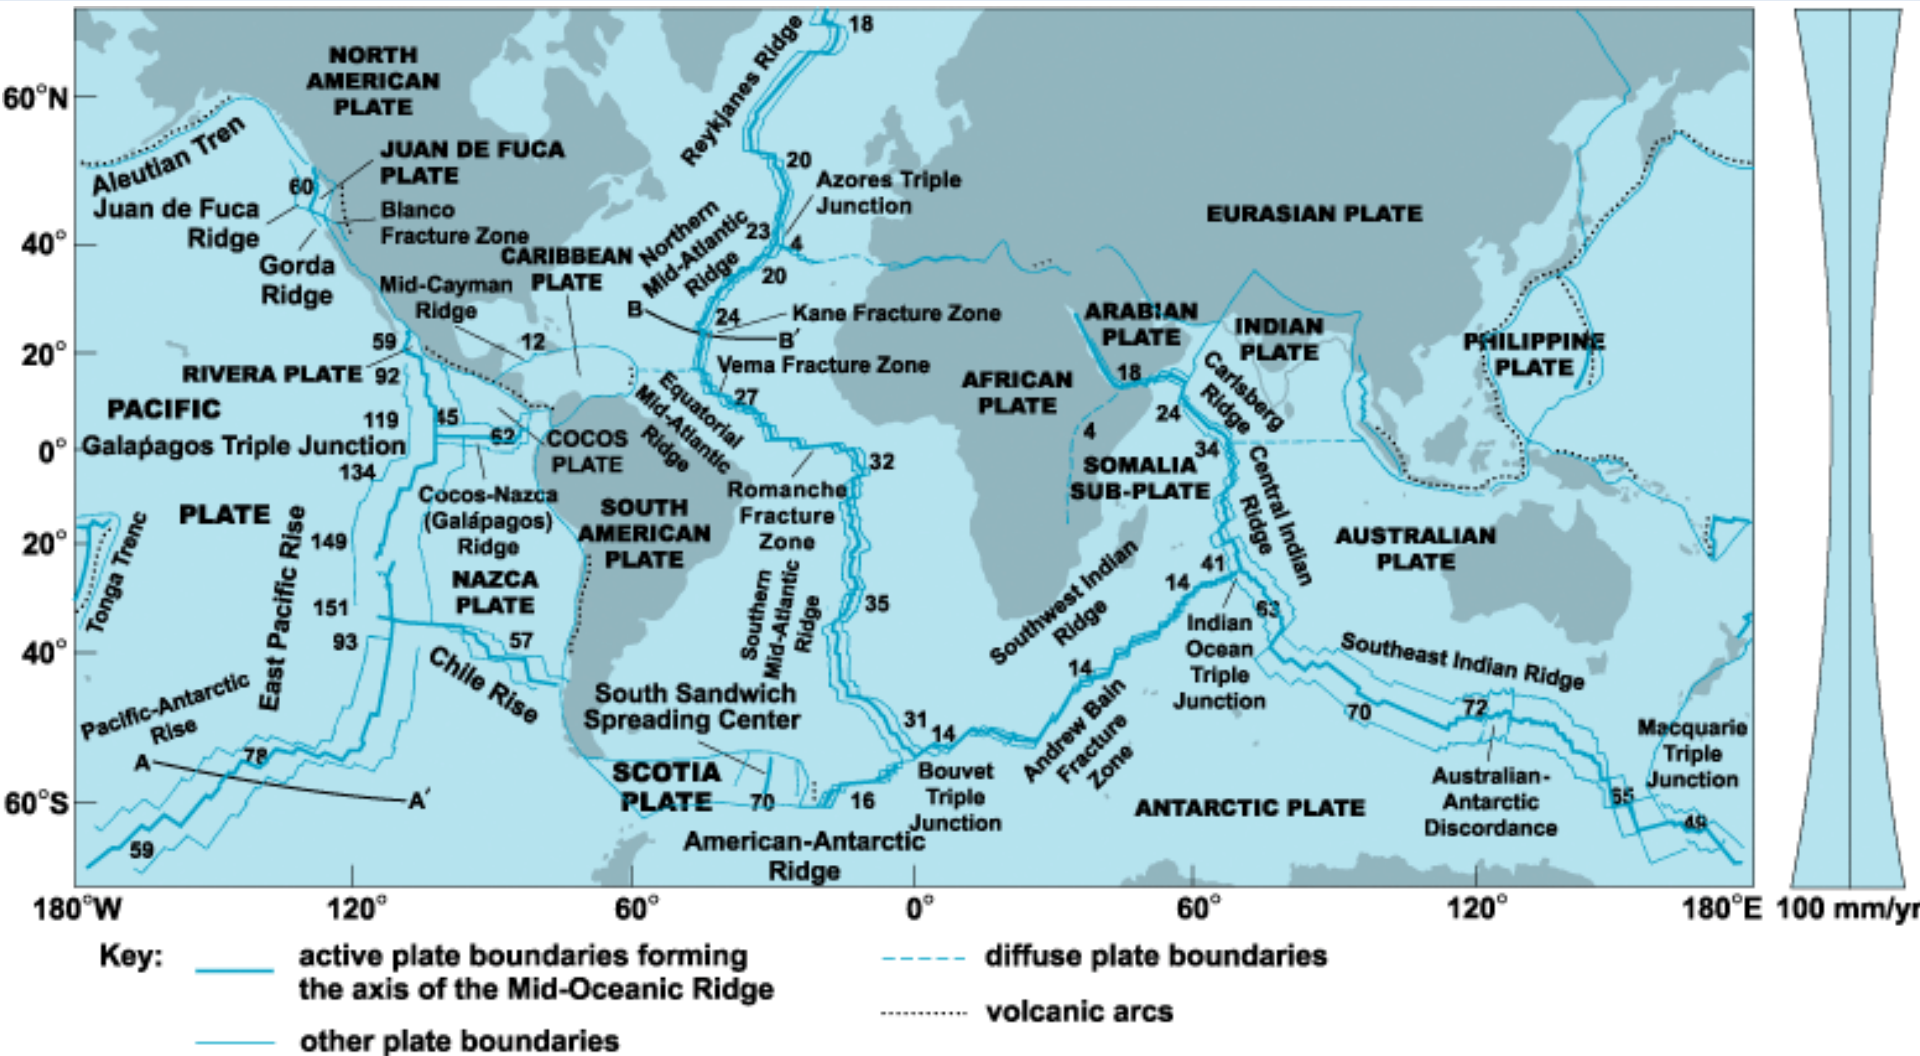 18
NORTH
AMERICAN
PLATE
Reykjanes Ridge
60°N
Aleutian Tren
JUAN DE FUCA
PLATE
60
20
Azores Triple
Junction
Juan de Fuca
Ridge
Blanco
Fracture Zone
EURASIAN PLATE
40°
Northern
Mid-Atlantic
Ridge
23
4
20
CARIBBEAN
PLATE
Gorda
Ridge
Mid-Cayman
Ridge
B
24
Kane Fracture Zone
B′
ARABIAN
PLATE
INDIAN
PLATE
PHILIPPINE
PLATE
59
12
20°
RIVERA PLATE
92
Vema Fracture Zone
AFRICAN
PLATE
18
Carlsberg
Ridge
24
PACIFIC
119
45
62
27
Equatorial
Mid-Atlantic
Ridge
4
0°
Galapágos Triple Junction
COCOS
PLATE
134
32
34
SOMALIA
SUB-PLATE
Central Indian
Ridge
Cocos-Nazca
(Galápagos)
Ridge
Romanche
Fracture
Zone
PLATE
SOUTH
AMERICAN
PLATE
20°
149
AUSTRALIAN
PLATE
Tonga Trenc
East Pacific Rise
NAZCA
PLATE
Southern
Mid-Atlantic
Ridge
35
Southwest Indian
Ridge
14
41
151
63
93
57
Indian
Ocean
Triple
Junction
40°
Chile Rise
14
Southeast Indian Ridge
Pacific-Antarctic
Rise
South Sandwich
Spreading Center
31
14
Andrew Bain
Fracture
Zone
70
72
Macquarie
Triple
Junction
A
78
A′
SCOTIA
PLATE
70
16
Bouvet
Triple
Junction
ANTARCTIC PLATE
Australian-
Antarctic
Discordance
65
49
60°S
59
American-Antarctic
Ridge
180°W
120°
60°
0°
60°
120°
180°E
100 mm/yr
Key:
active plate boundaries forming
the axis of the Mid-Oceanic Ridge
other plate boundaries
diffuse plate boundaries
volcanic arcs